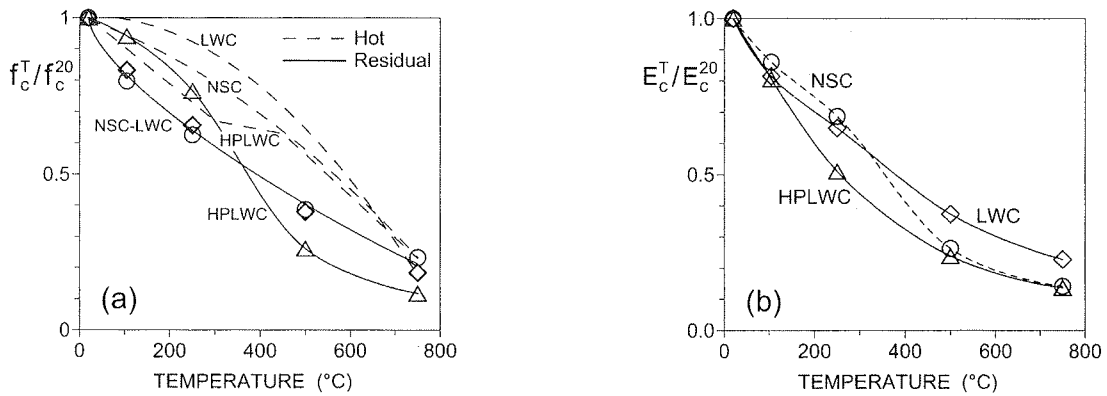 1
0.5
0
f_c^T/f_c^20
LWC
NSC
NSC-LWC
HPLWC
HPLWC
Hot
Residual
(a)
0 200 400 600 800
TEMPERATURE (°C)
1.0
0.5
0.0
E_c^T/E_c^20
NSC
HPLWC
LWC
(b)
0 200 400 600 800
TEMPERATURE (°C)